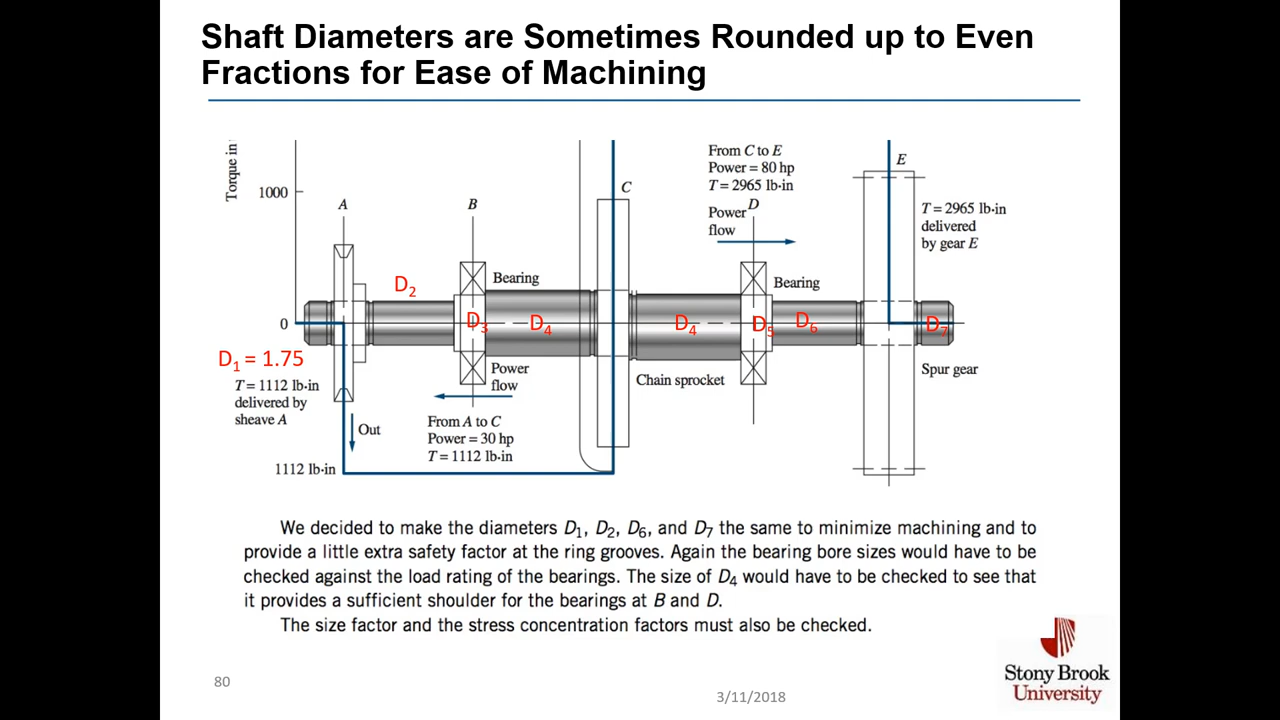 Shaft Diameters are Sometimes Rounded up to Even
Fractions for Ease of Machining
Torque in
1000
0
A
B
C
D
E
From C to E
Power = 80 hp
T = 2965 lb·in
Power
flow
T = 2965 lb·in
delivered
by gear E
Bearing
Bearing
D2
D3
D4
D4
D5
D6
D7
D1 = 1.75
T = 1112 lb·in
delivered by
sheave A
Out
Power
flow
From A to C
Power = 30 hp
T = 1112 lb·in
Chain sprocket
Spur gear
1112 lb·in
We decided to make the diameters D1, D2, D6, and D7 the same to minimize machining and to
provide a little extra safety factor at the ring grooves. Again the bearing bore sizes would have to be
checked against the load rating of the bearings. The size of D4 would have to be checked to see that
it provides a sufficient shoulder for the bearings at B and D.
The size factor and the stress concentration factors must also be checked.
80
3/11/2018
Stony Brook
University